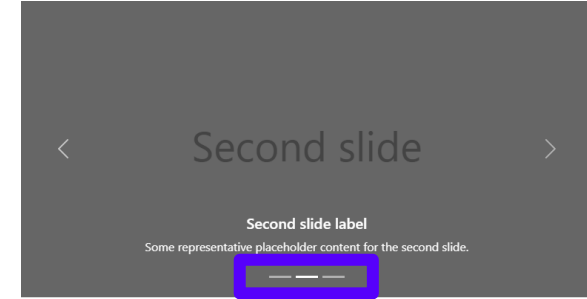 Second slide
Second slide label
Some representative placeholder content for the second slide.